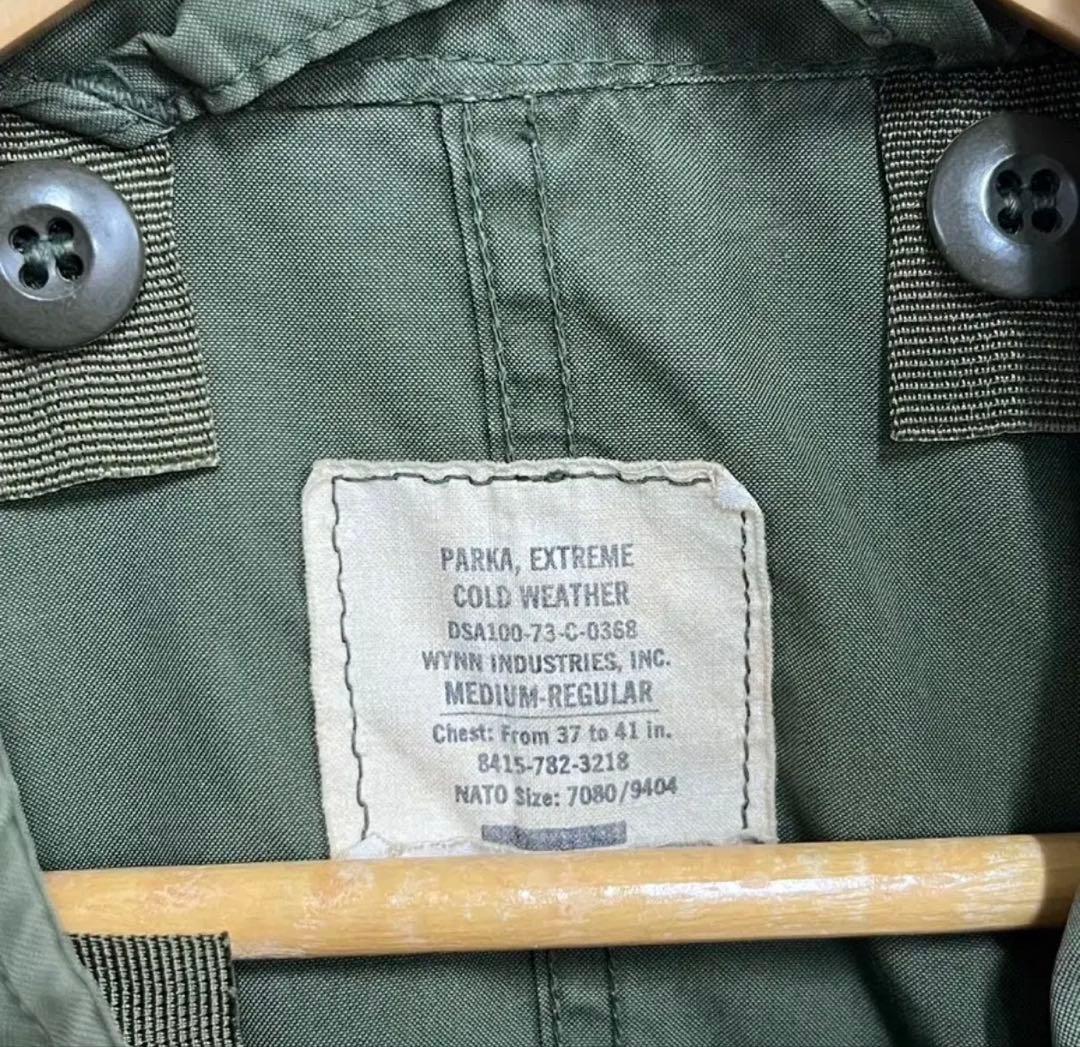 PARKA, EXTREME
COLD WEATHER
DSA100-73-C-0368
WYNN INDUSTRIES, INC.
MEDIUM-REGULAR
Chest: From 37 to 41 in.
8415-782-3218
NATO Size: 7080/9404